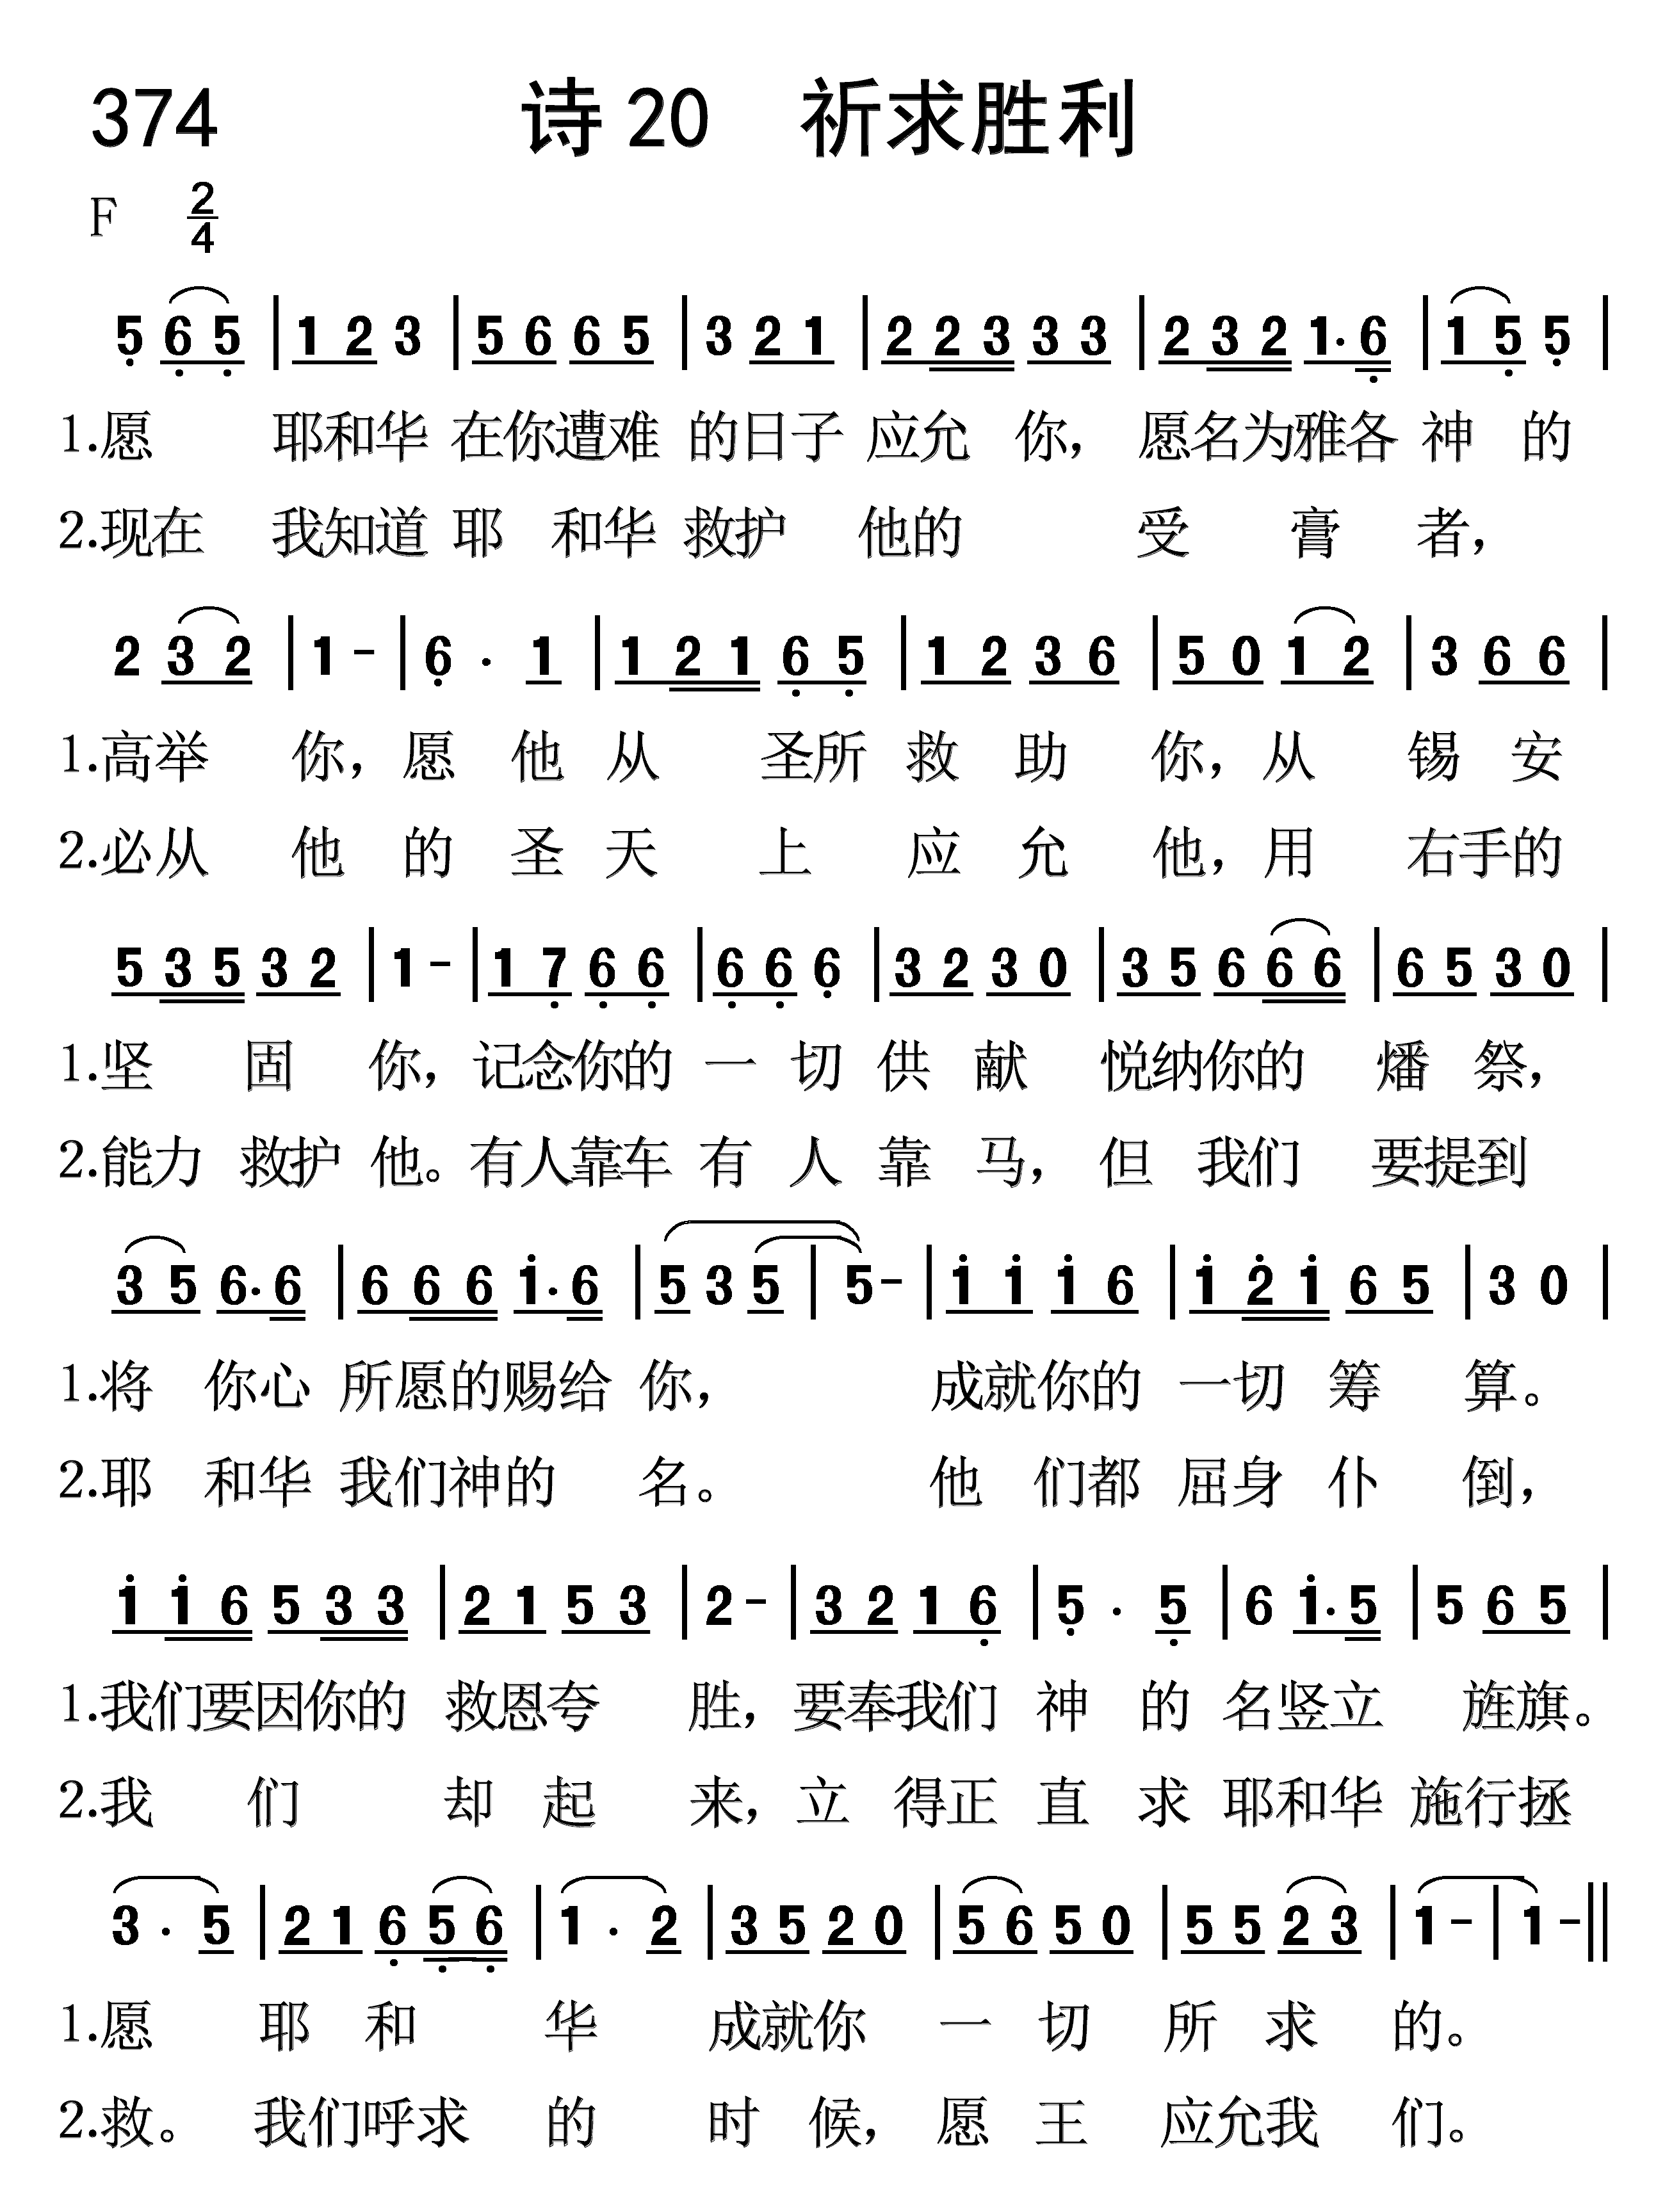 374 诗20 祈求胜利
F 2/4
5 6 5 | 1 2 3 | 5 6 6 5 | 3 2 1 | 2 2 3 3 3 | 2 3 2 1· 6 | 1 5 5 |
1.愿 耶和华 在你遭难 的日子 应允 你，愿名为雅各 神 的
2.现在 我知道 耶 和华 救护 他的 受 膏 者，
2 3 2 | 1 - | 6 · 1 | 1 2 1 6 5 | 1 2 3 6 | 5 0 1 2 | 3 6 6 |
1.高举 你，愿 他 从 圣所 救 助 你，从 锡 安
2.必从 他 的 圣 天 上 应 允 他，用 右手的
5 3 5 3 2 | 1 - | 1 7 6 6 | 6 6 6 | 3 2 3 0 | 3 5 6 6 6 | 6 5 3 0 |
1.坚 固 你，记念你的 一 切 供 献 悦纳你的 燔 祭，
2.能力 救护 他。有人靠车 有 人 靠 马，但 我们 要提到
3 5 6· 6 | 6 6 6 1· 6 | 5 3 5 | 5 - | 1 1 1 6 | 1 2 1 6 5 | 3 0 |
1.将 你心 所愿的赐给 你， 成就你的 一切 筹 算。
2.耶 和华 我们神的 名。 他 们都 屈身 仆 倒，
1 1 6 5 3 3 | 2 1 5 3 | 2 - | 3 2 1 6 | 5 · 5 | 6 1· 5 | 5 6 5 |
1.我们要因你的 救恩夸 胜，要奉我们 神 的 名竖立 旌旗。
2.我 们 却 起 来，立 得正 直 求 耶和华 施行拯
3 · 5 | 2 1 6 5 6 | 1 · 2 | 3 5 2 0 | 5 6 5 0 | 5 5 2 3 | 1 - | 1 - ||
1.愿 耶 和 华 成就你 一 切 所 求 的。
2.救。 我们呼求 的 时 候，愿 王 应允我 们。